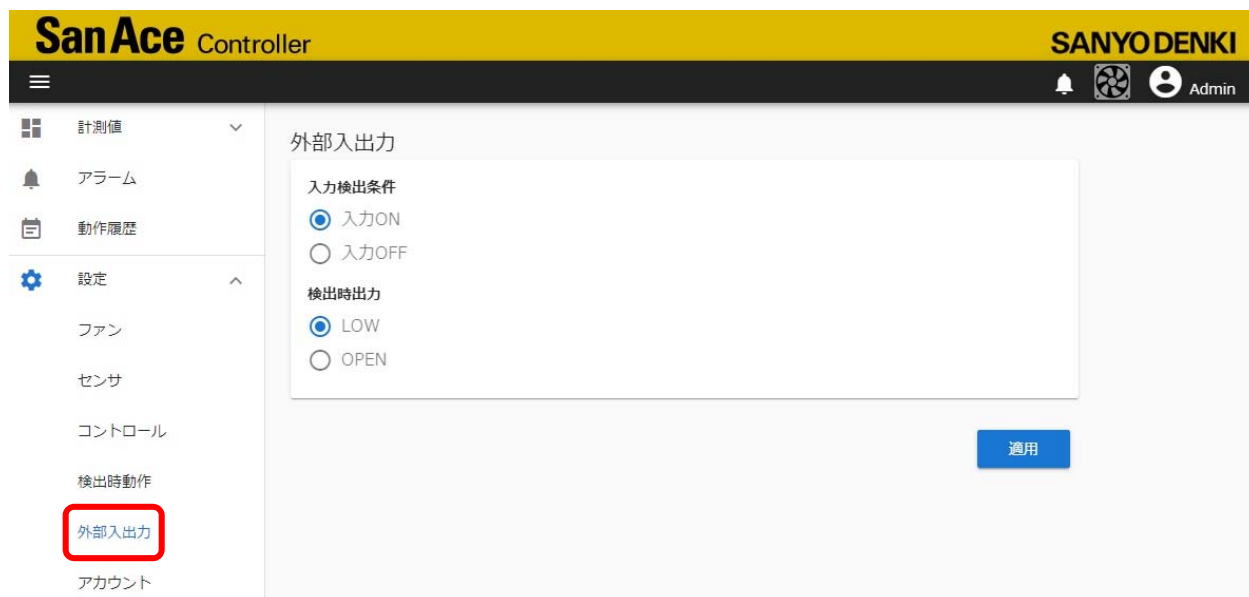 San Ace Controller
SANYO DENKI
Admin
計測値
アラーム
動作履歴
設定
ファン
センサ
コントロール
検出時動作
外部入出力
アカウント
外部入出力
入力検出条件
入力ON
入力OFF
検出時出力
LOW
OPEN
適用